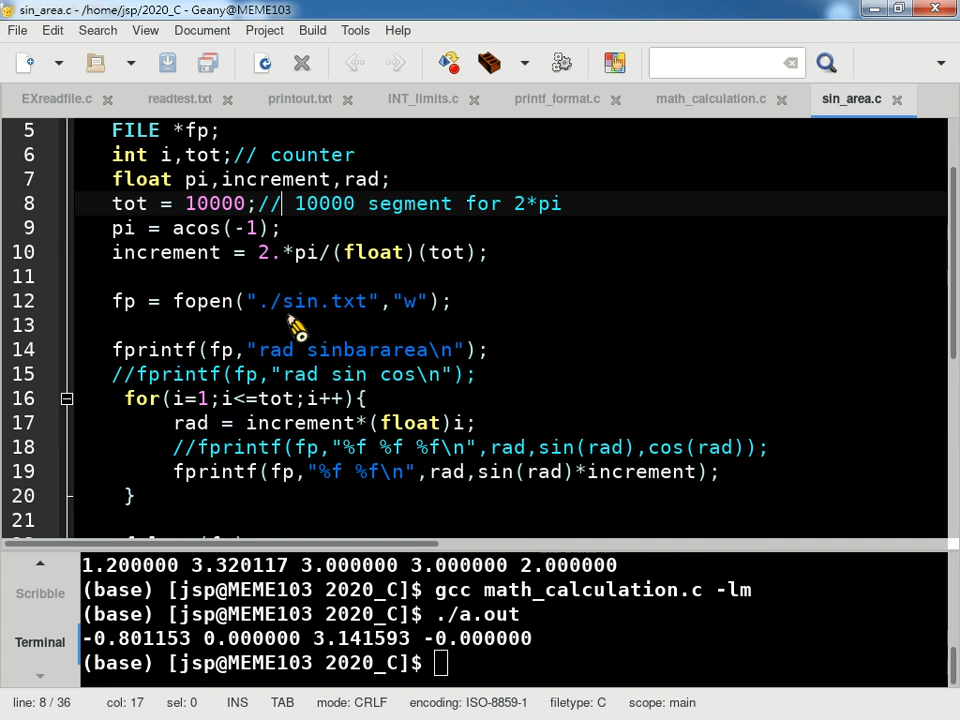 sin_area.c - /home/jsp/2020_C - Geany@MEME103
File Edit Search View Document Project Build Tools Help
EXreadfile.c readtest.txt printout.txt INT_limits.c printf_format.c math_calculation.c sin_area.c
5 FILE *fp;
6 int i,tot;// counter
7 float pi,increment,rad;
8 tot = 10000;// 10000 segment for 2*pi
9 pi = acos(-1);
10 increment = 2.*pi/(float)(tot);
11
12 fp = fopen("./sin.txt","w");
13
14 fprintf(fp,"rad sinbararea\n");
15 //fprintf(fp,"rad sin cos\n");
16 for(i=1;i<=tot;i++){
17 rad = increment*(float)i;
18 //fprintf(fp,"%f %f %f\n",rad,sin(rad),cos(rad));
19 fprintf(fp,"%f %f\n",rad,sin(rad)*increment);
20 }
21
Scribble
Terminal
1.200000 3.320117 3.000000 3.000000 2.000000
(base) [jsp@MEME103 2020_C]$ gcc math_calculation.c -lm
(base) [jsp@MEME103 2020_C]$ ./a.out
-0.801153 0.000000 3.141593 -0.000000
(base) [jsp@MEME103 2020_C]$
line: 8 / 36 col: 17 sel: 0 INS TAB mode: CRLF encoding: ISO-8859-1 filetype: C scope: main